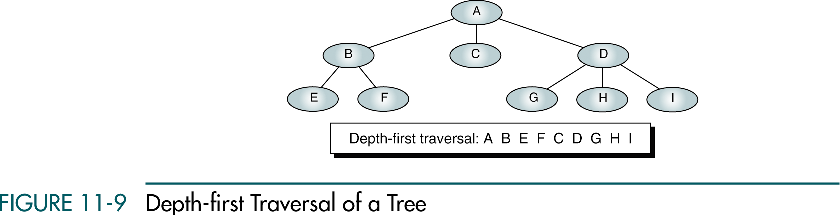 A
B C D
E F G H I
Depth-first traversal: A B E F C D G H I
FIGURE 11-9 Depth-first Traversal of a Tree